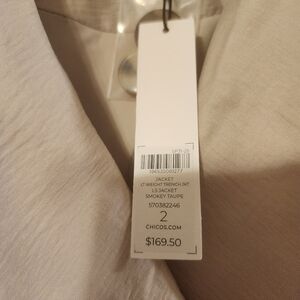 JACKET
LT WEIGHT TRENCH JKT
LS JACKET
SMOKEY TAUPE
570382246
2
CHICOS.COM
$169.50